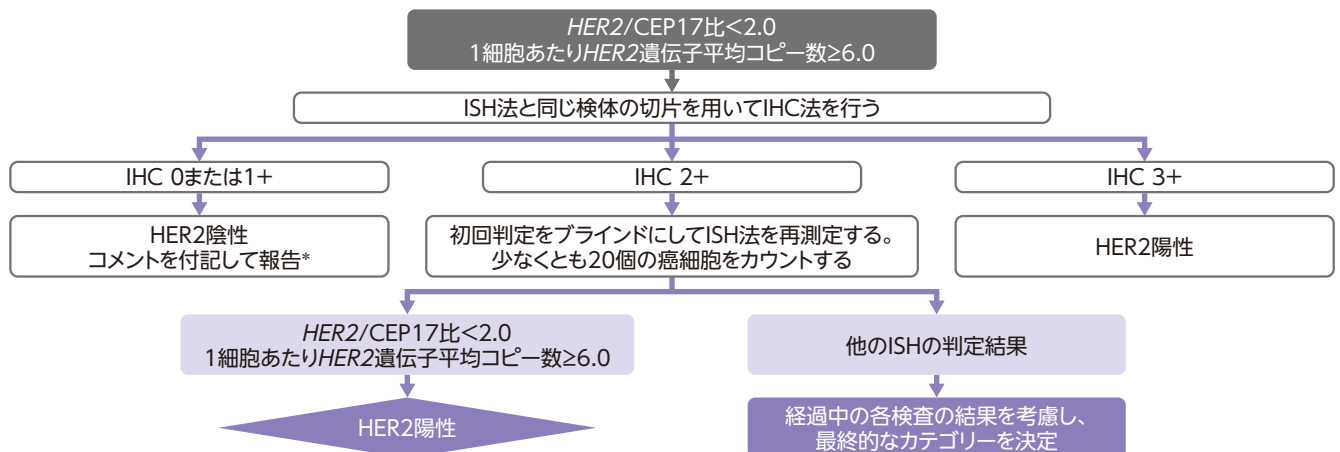 HER2/CEP17比<2.0
1細胞あたりHER2遺伝子平均コピー数≥6.0
ISH法と同じ検体の切片を用いてIHC法を行う
IHC 0または1+
IHC 2+
IHC 3+
HER2陰性
コメントを付記して報告*
初回判定をブラインドにしてISH法を再測定する。
少なくとも20個の癌細胞をカウントする
HER2陽性
HER2/CEP17比<2.0
1細胞あたりHER2遺伝子平均コピー数≥6.0
他のISHの判定結果
HER2陽性
経過中の各検査の結果を考慮し、
最終的なカテゴリーを決定